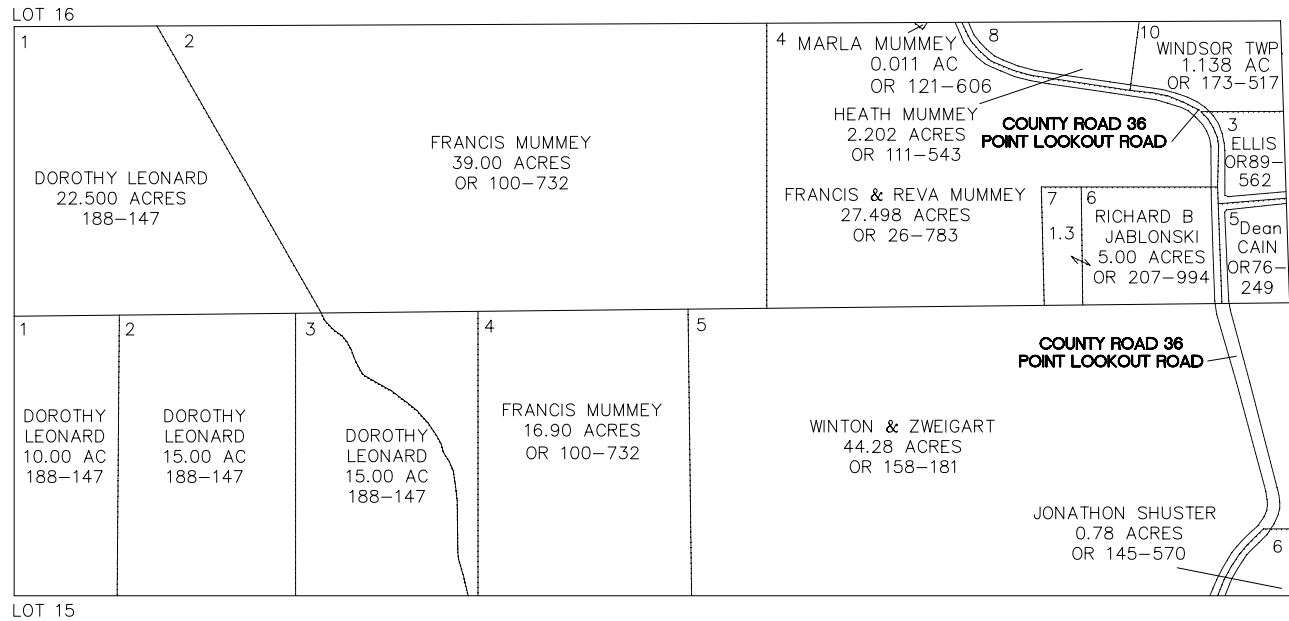 LOT 16
1
2
4
MARLA MUMMEY
0.011 AC
OR 121-606
8
10
WINDSOR TWP
1.138 AC
OR 173-517
HEATH MUMMEY
2.202 ACRES
OR 111-543
COUNTY ROAD 36
POINT LOOKOUT ROAD
3
ELLIS
OR89-
562
FRANCIS MUMMEY
39.00 ACRES
OR 100-732
DOROTHY LEONARD
22.500 ACRES
188-147
FRANCIS & REVA MUMMEY
27.498 ACRES
OR 26-783
7
1.3
6
RICHARD B
JABLONSKI
5.00 ACRES
OR 207-994
5
Dean
CAIN
OR76-
249
1
2
3
4
5
COUNTY ROAD 36
POINT LOOKOUT ROAD
DOROTHY
LEONARD
10.00 AC
188-147
DOROTHY
LEONARD
15.00 AC
188-147
DOROTHY
LEONARD
15.00 AC
188-147
FRANCIS MUMMEY
16.90 ACRES
OR 100-732
WINTON & ZWEIGART
44.28 ACRES
OR 158-181
JONATHON SHUSTER
0.78 ACRES
OR 145-570
6
LOT 15